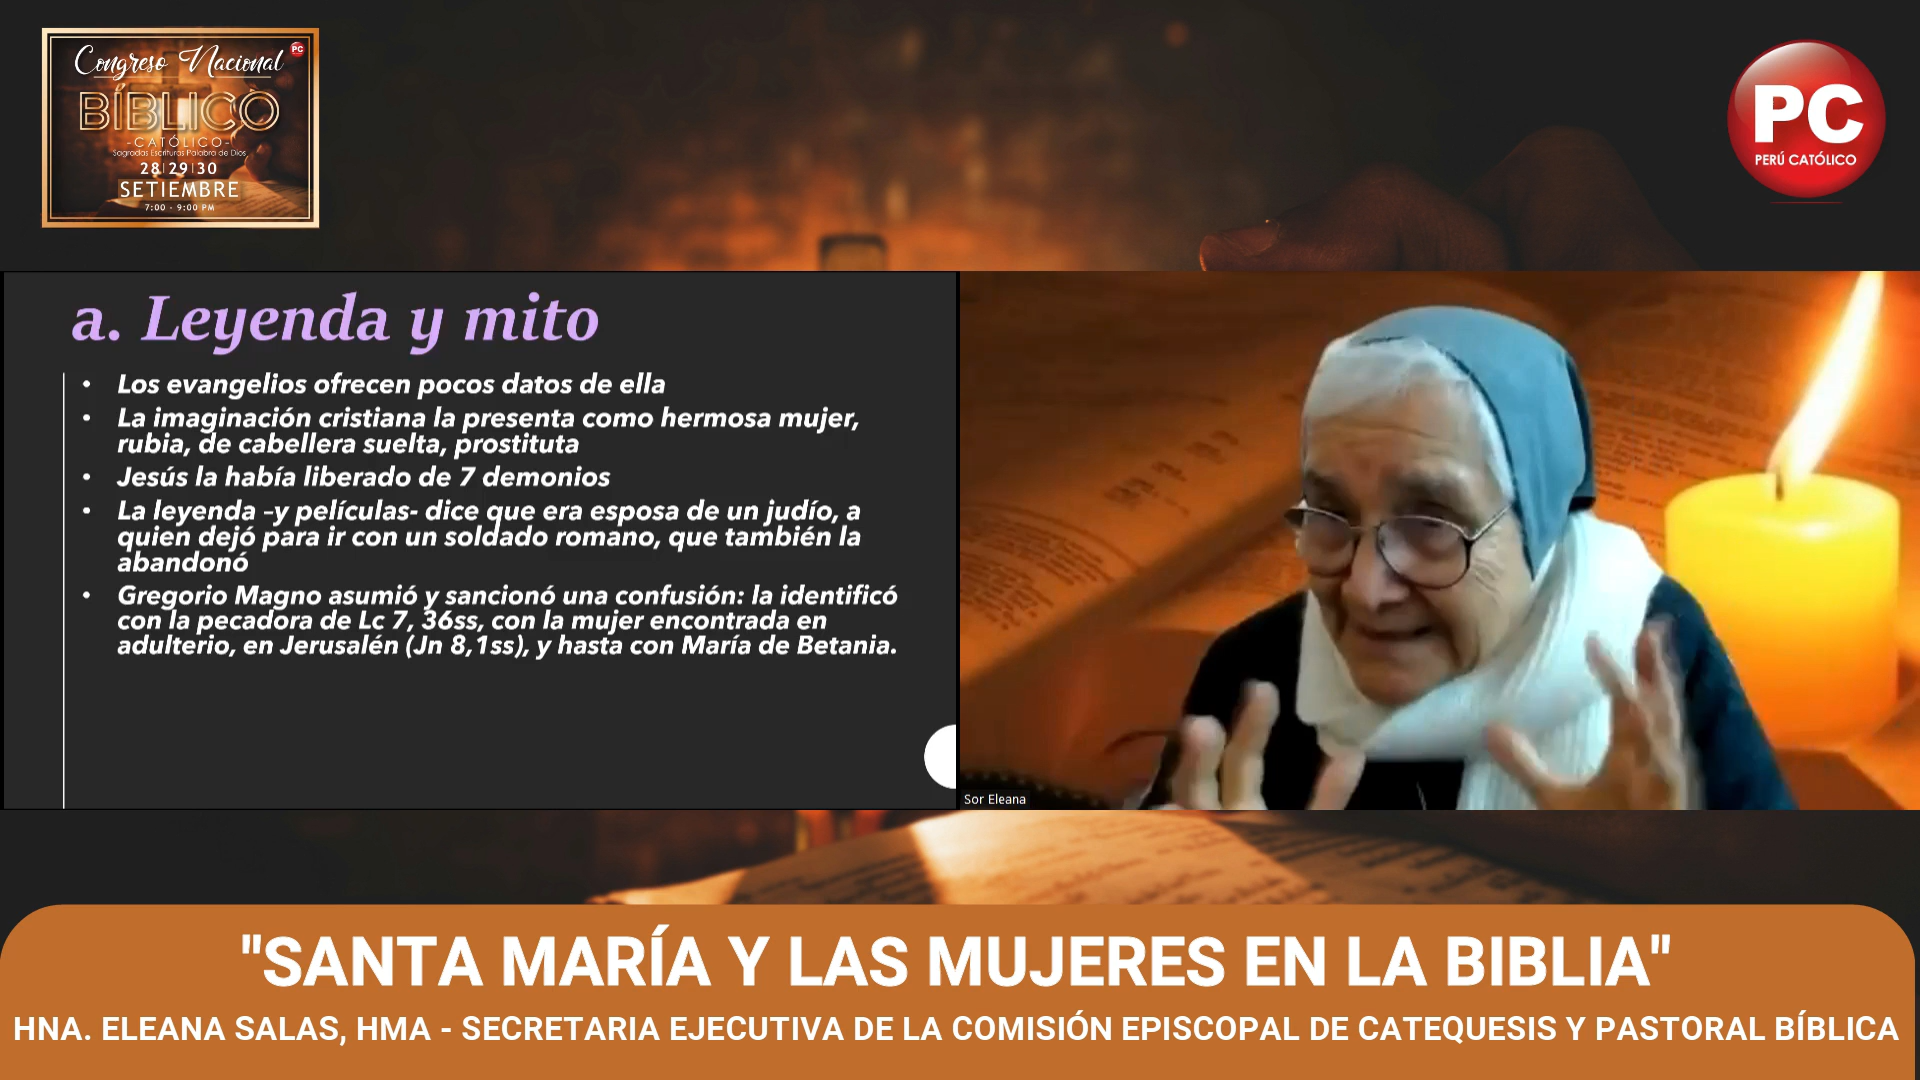 Congreso Nacional
PC
BÍBLICO
-CATÓLICO-
Sagradas Escrituras Palabra de Dios
28|29|30
SETIEMBRE
7:00 - 9:00 PM
PC
PERÚ CATÓLICO
a. Leyenda y mito
• Los evangelios ofrecen pocos datos de ella
• La imaginación cristiana la presenta como hermosa mujer,
rubia, de cabellera suelta, prostituta
• Jesús la había liberado de 7 demonios
• La leyenda –y películas- dice que era esposa de un judío, a
quien dejó para ir con un soldado romano, que también la
abandonó
• Gregorio Magno asumió y sancionó una confusión: la identificó
con la pecadora de Lc 7, 36ss, con la mujer encontrada en
adulterio, en Jerusalén (Jn 8,1ss), y hasta con María de Betania.
Sor Eleana
"SANTA MARÍA Y LAS MUJERES EN LA BIBLIA"
HNA. ELEANA SALAS, HMA - SECRETARIA EJECUTIVA DE LA COMISIÓN EPISCOPAL DE CATEQUESIS Y PASTORAL BÍBLICA